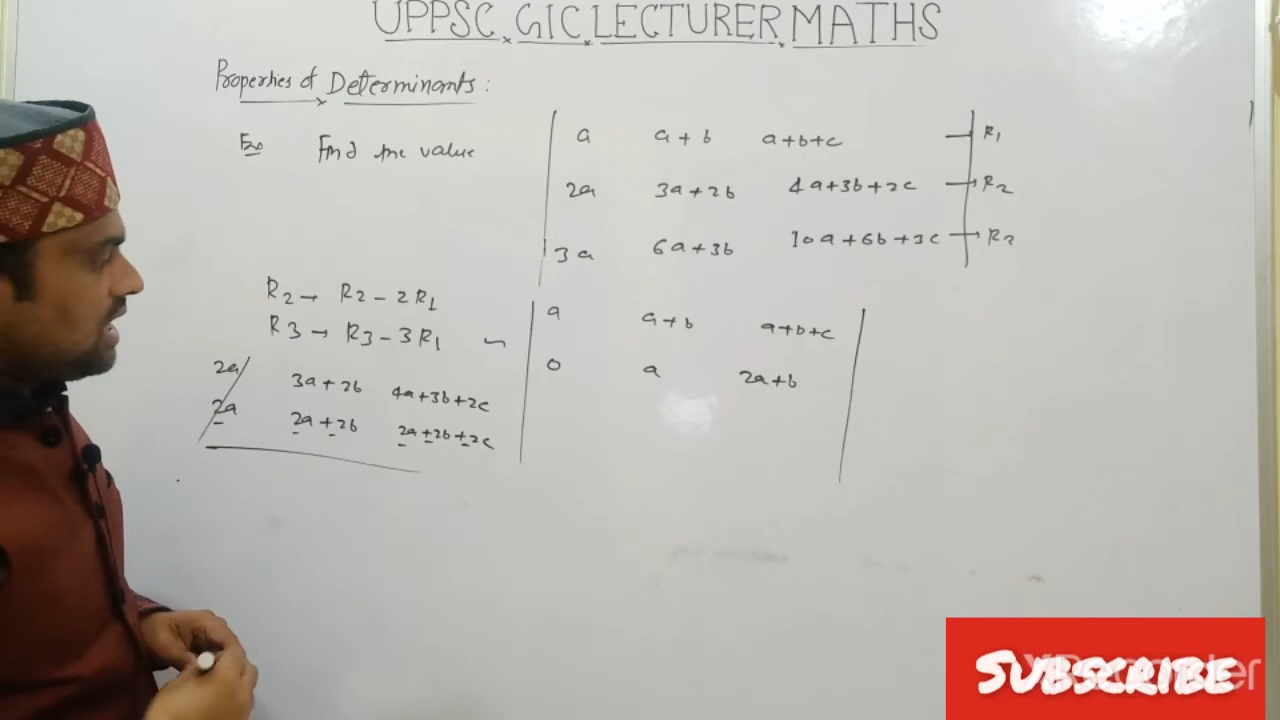 UPPSC GIC LECTURER MATHS
Properties of Determinants :
Exo Find the value
a a+b a+b+c R1
2a 3a+2b 4a+3b+2c → R2
3a 6a+3b 10a+6b+3c → R3
R2 → R2 - 2R1
R3 → R3 - 3R1 ~
a a+b a+b+c
0 a 2a+b
2a 3a+2b 4a+3b+2c
2a 2a+2b 2a+2b+2c
SUBSCRIBE